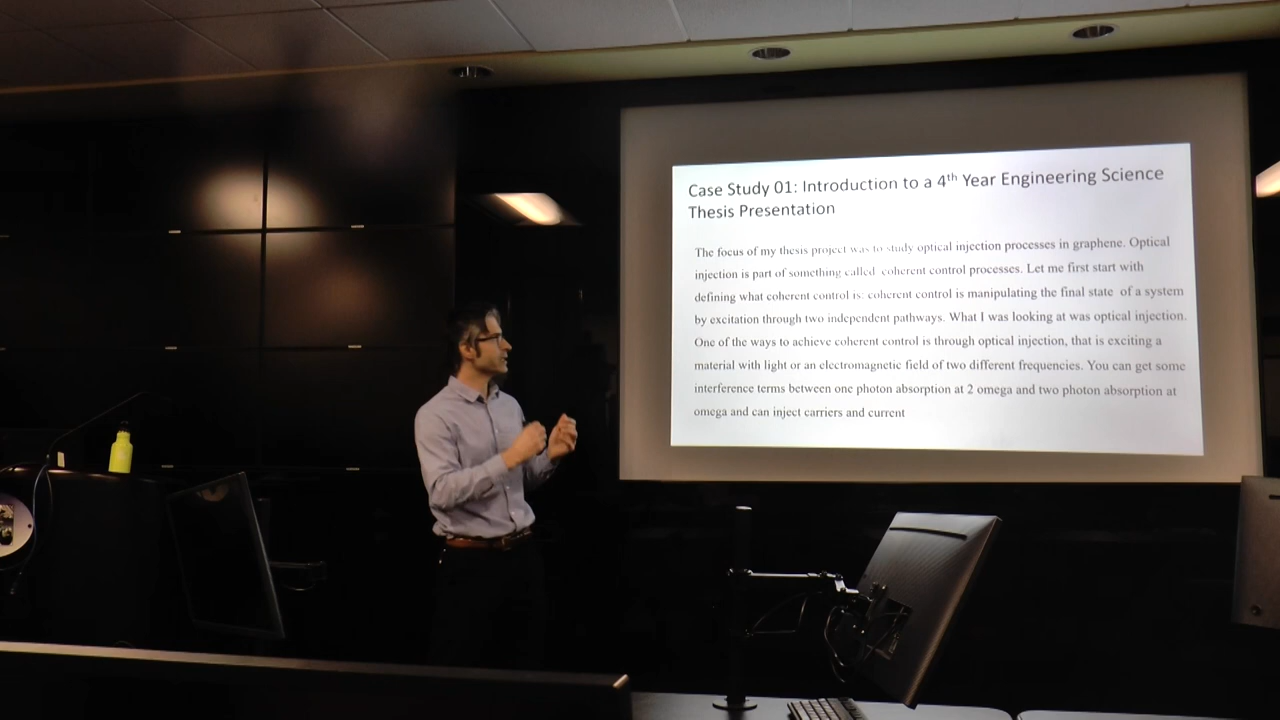 Case Study 01: Introduction to a 4th Year Engineering Science
Thesis Presentation
The focus of my thesis project was to study optical injection processes in graphene. Optical
injection is part of something called coherent control processes. Let me first start with
defining what coherent control is: coherent control is manipulating the final state of a system
by excitation through two independent pathways. What I was looking at was optical injection.
One of the ways to achieve coherent control is through optical injection, that is exciting a
material with light or an electromagnetic field of two different frequencies. You can get some
interference terms between one photon absorption at 2 omega and two photon absorption at
omega and can inject carriers and current